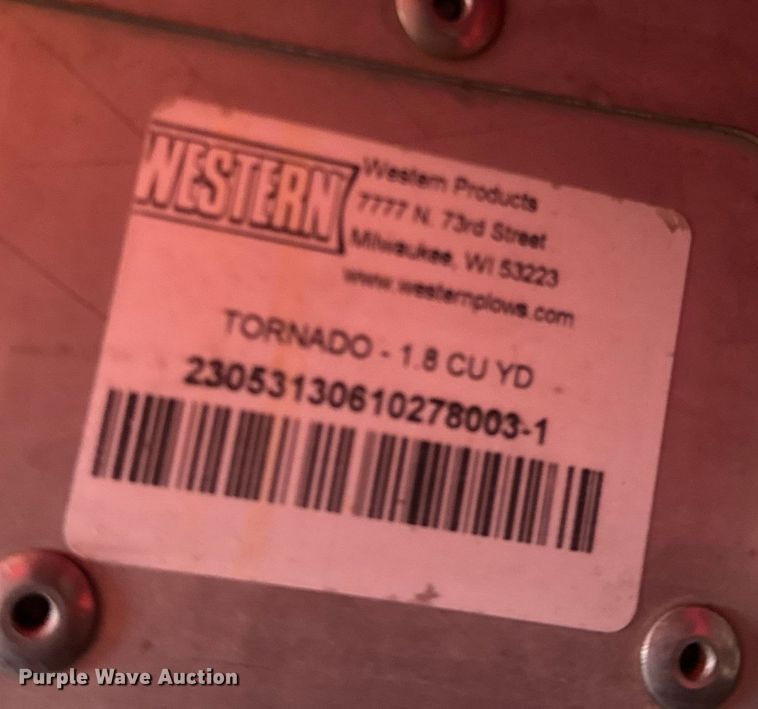 WESTERN
Western Products
7777 N. 73rd Street
Milwaukee, WI 53223
www.westernplows.com
TORNADO - 1.8 CU YD
23053130610278003-1
Purple Wave Auction